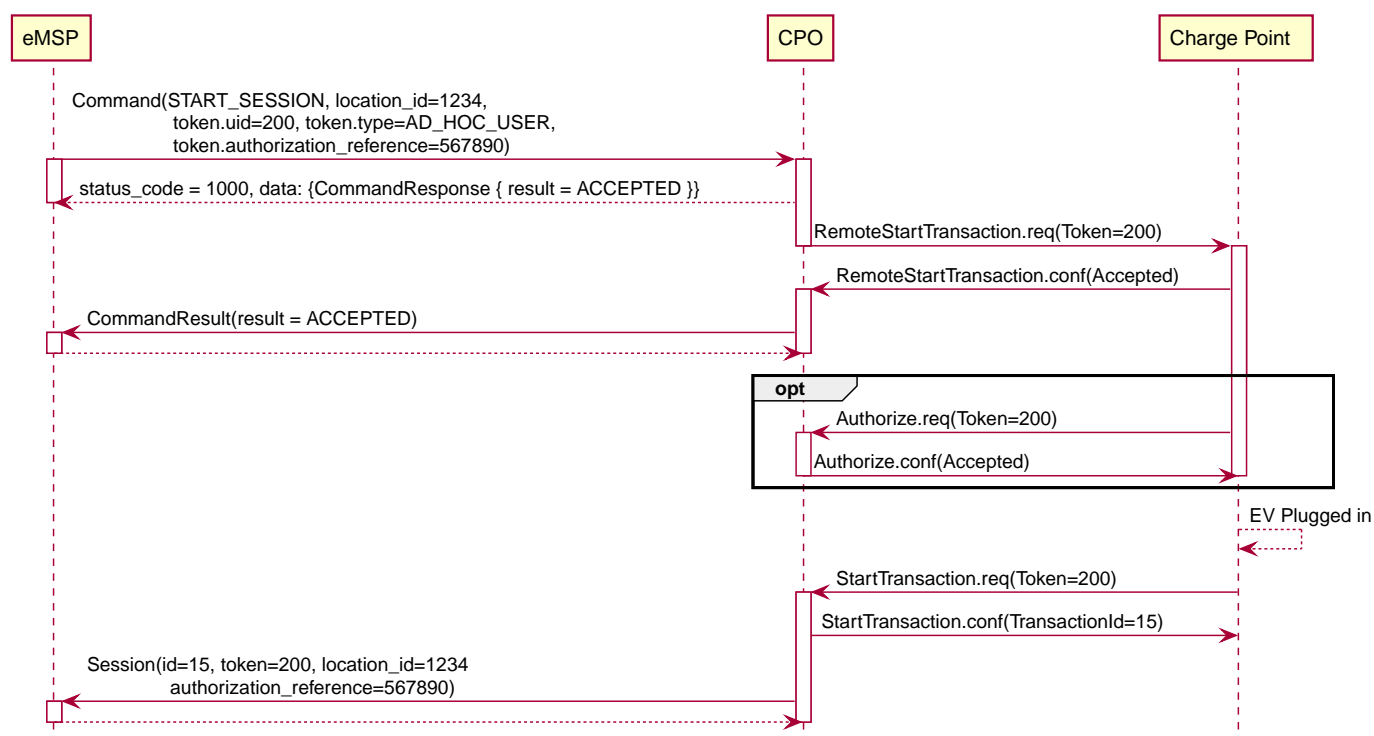 eMSP
CPO
Charge Point
Command(START_SESSION, location_id=1234,
token.uid=200, token.type=AD_HOC_USER,
token.authorization_reference=567890)
status_code = 1000, data: {CommandResponse { result = ACCEPTED }}
RemoteStartTransaction.req(Token=200)
RemoteStartTransaction.conf(Accepted)
CommandResult(result = ACCEPTED)
opt
Authorize.req(Token=200)
Authorize.conf(Accepted)
EV Plugged in
StartTransaction.req(Token=200)
StartTransaction.conf(TransactionId=15)
Session(id=15, token=200, location_id=1234
authorization_reference=567890)